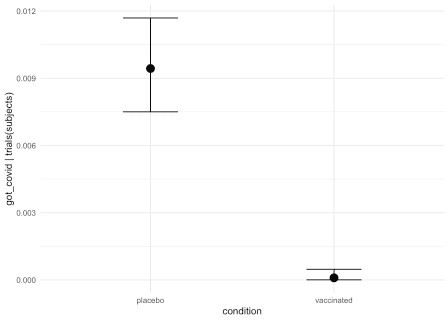 0.012
0.009
0.006
0.003
0.000
got_covid | trials(subjects)
placebo
vaccinated
condition